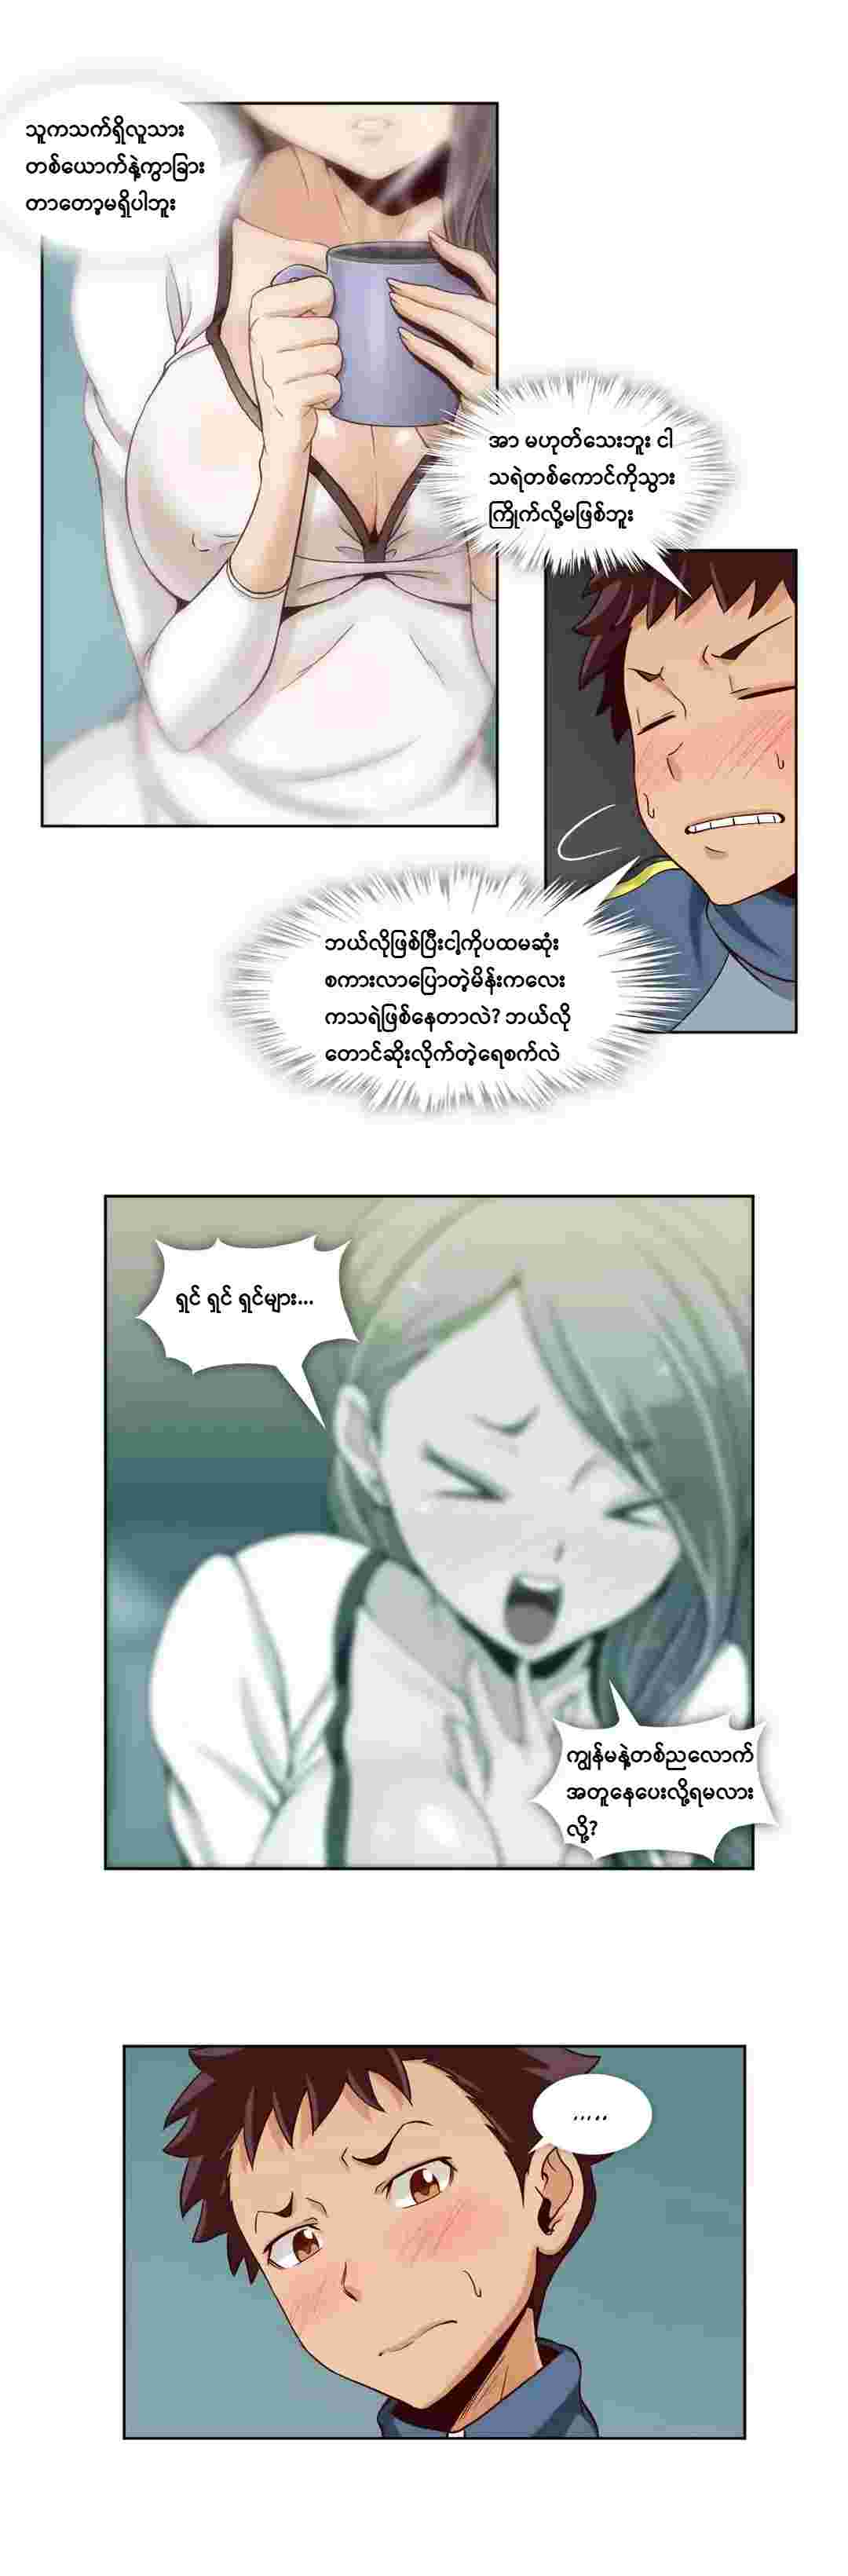 သူကသက်ရှိလူသား
တစ်ယောက်နဲ့ကွာခြား
တာတော့မရှိပါဘူး
အာ မဟုတ်သေးဘူး ငါ
သရဲတစ်ကောင်ကိုသွား
ကြိုက်လို့မဖြစ်ဘူး
ဘယ်လိုဖြစ်ပြီးငါ့ကိုပထမဆုံး
စကားလာပြောတဲ့မိန်းကလေး
ကသရဲဖြစ်နေတာလဲ? ဘယ်လို
တောင်ဆိုးလိုက်တဲ့ရေစက်လဲ
ရှင် ရှင် ရှင်များ...
ကျွန်မနဲ့တစ်ညလောက်
အတူနေပေးလို့ရမလား
လို့?
.....